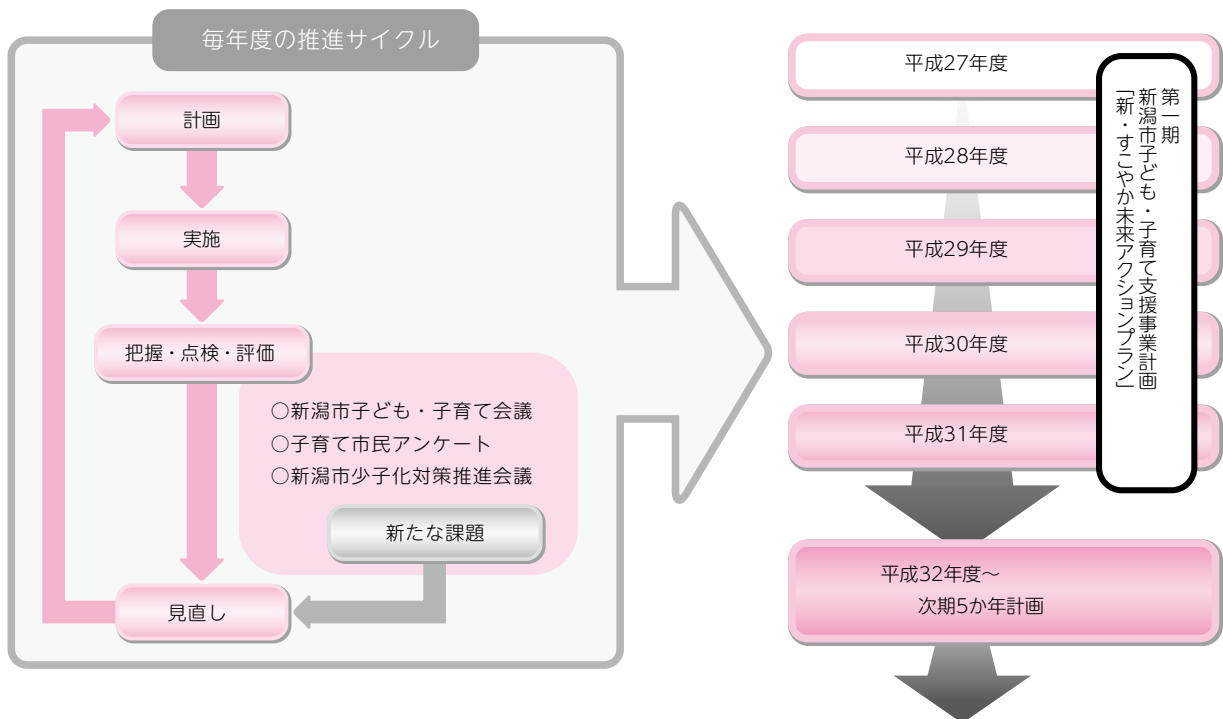 毎年度の推進サイクル
計画
実施
把握・点検・評価
○新潟市子ども・子育て会議
○子育て市民アンケート
○新潟市少子化対策推進会議
新たな課題
見直し
平成27年度
平成28年度
平成29年度
平成30年度
平成31年度
第一期
新潟市子ども・子育て支援事業計画
「新・すこやか未来アクションプラン」
平成32年度～
次期5か年計画